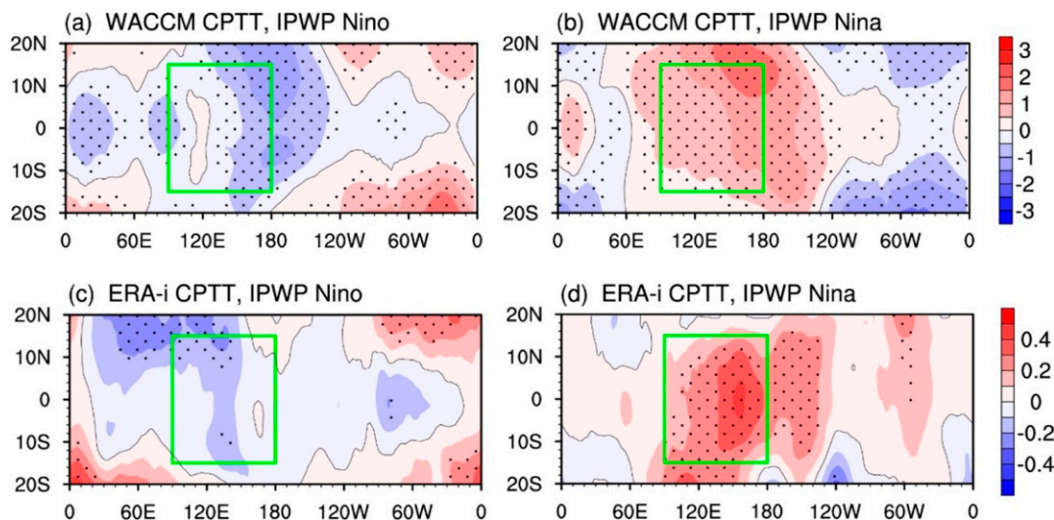 (a) WACCM CPTT, IPWP Nino
(b) WACCM CPTT, IPWP Nina
20N
10N
0
10S
20S
0 60E 120E 180 120W 60W 0
20N
10N
0
10S
20S
0 60E 120E 180 120W 60W 0
3
2
1
0
-1
-2
-3
(c) ERA-i CPTT, IPWP Nino
(d) ERA-i CPTT, IPWP Nina
20N
10N
0
10S
20S
0 60E 120E 180 120W 60W 0
20N
10N
0
10S
20S
0 60E 120E 180 120W 60W 0
0.4
0.2
0
-0.2
-0.4